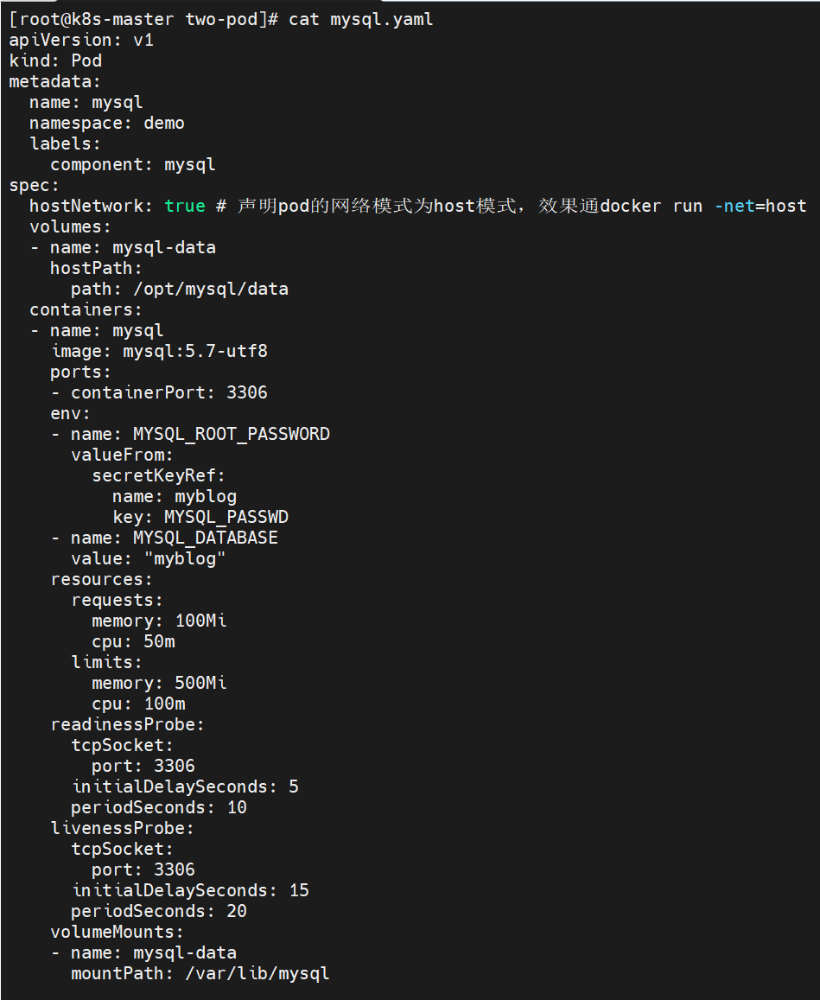 [root@k8s-master two-pod]# cat mysql.yaml
apiVersion: v1
kind: Pod
metadata:
  name: mysql
  namespace: demo
  labels:
    component: mysql
spec:
  hostNetwork: true # 声明pod的网络模式为host模式，效果通docker run -net=host
  volumes:
  - name: mysql-data
    hostPath:
      path: /opt/mysql/data
  containers:
  - name: mysql
    image: mysql:5.7-utf8
    ports:
    - containerPort: 3306
    env:
    - name: MYSQL_ROOT_PASSWORD
      valueFrom:
        secretKeyRef:
          name: myblog
          key: MYSQL_PASSWD
    - name: MYSQL_DATABASE
      value: "myblog"
    resources:
      requests:
        memory: 100Mi
        cpu: 50m
      limits:
        memory: 500Mi
        cpu: 100m
    readinessProbe:
      tcpSocket:
        port: 3306
      initialDelaySeconds: 5
      periodSeconds: 10
    livenessProbe:
      tcpSocket:
        port: 3306
      initialDelaySeconds: 15
      periodSeconds: 20
    volumeMounts:
    - name: mysql-data
      mountPath: /var/lib/mysql